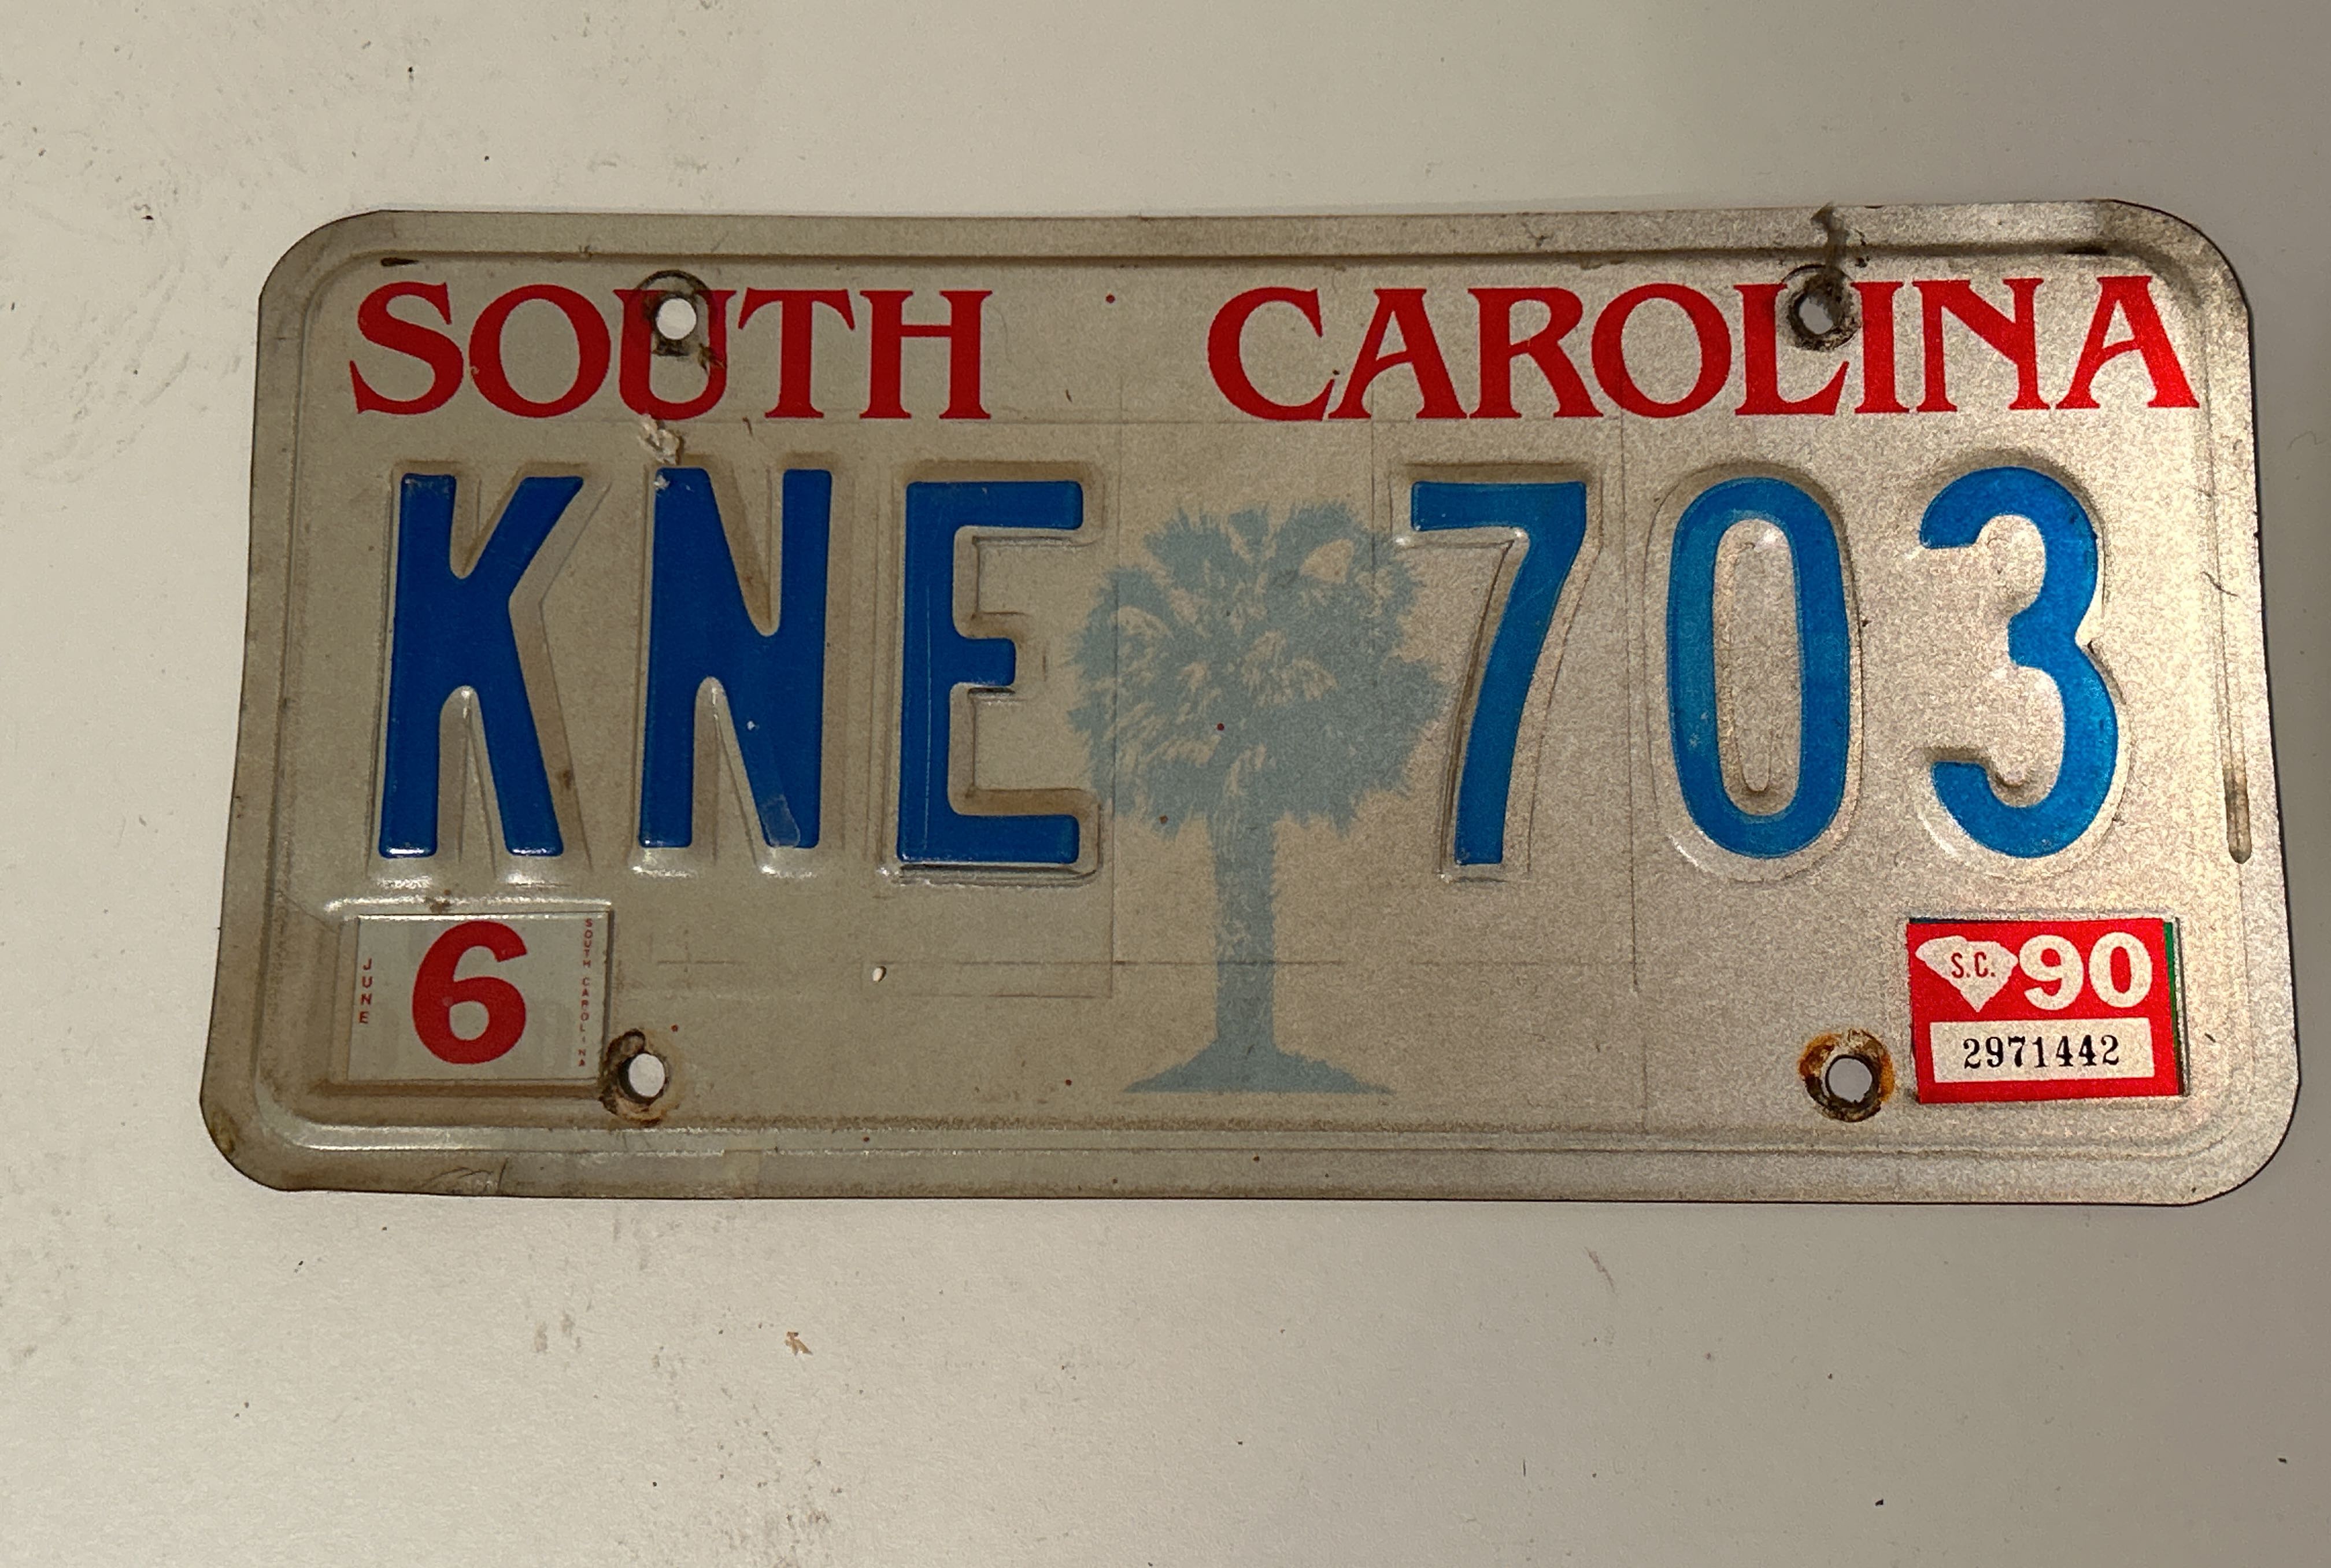 SOUTH CAROLINA
KNE 703
JUNE
6
SOUTH CAROLINA
S.C.
90
2971442